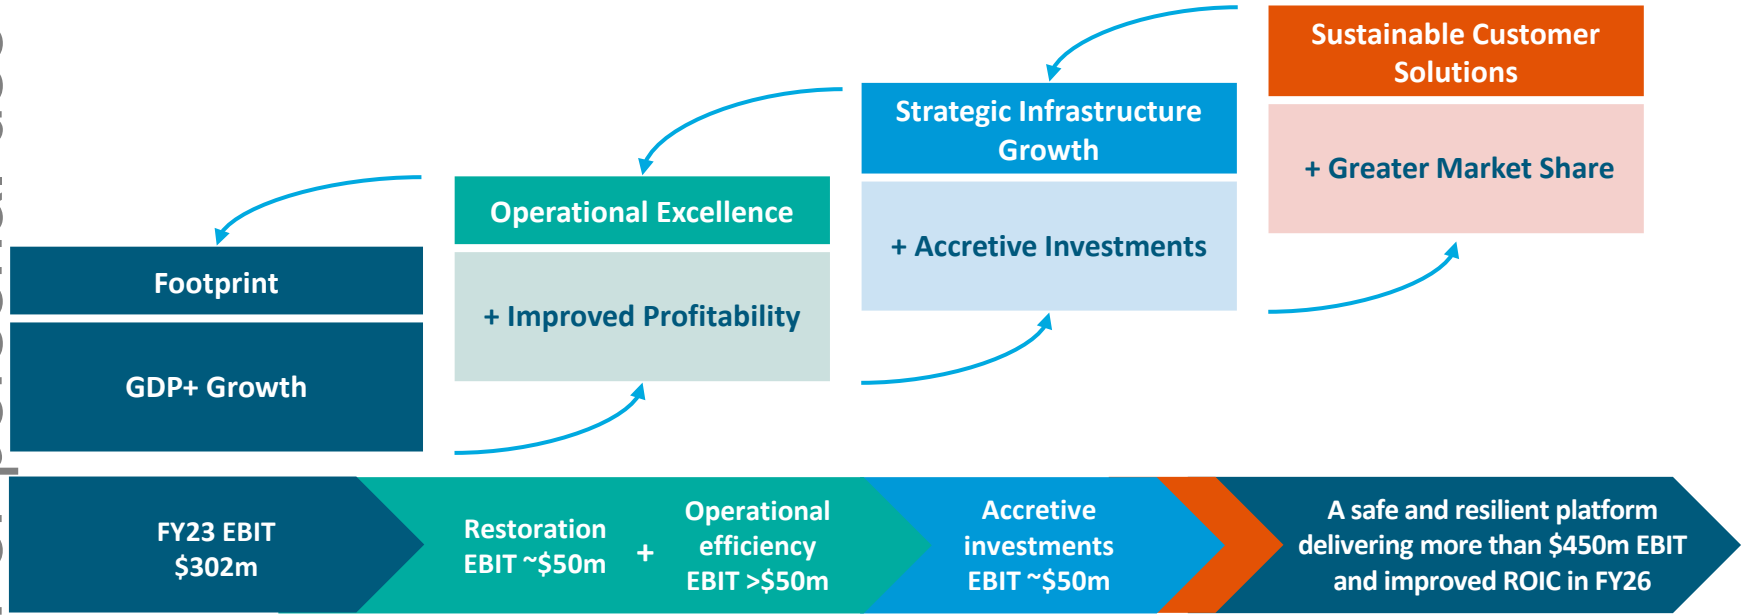 Sustainable Customer
Solutions
+ Greater Market Share
Strategic Infrastructure
Growth
+ Accretive Investments
Operational Excellence
+ Improved Profitability
Footprint
GDP+ Growth
FY23 EBIT
$302m
Restoration
EBIT ~$50m
+
Operational
efficiency
EBIT >$50m
Accretive
investments
EBIT ~$50m
A safe and resilient platform
delivering more than $450m EBIT
and improved ROIC in FY26